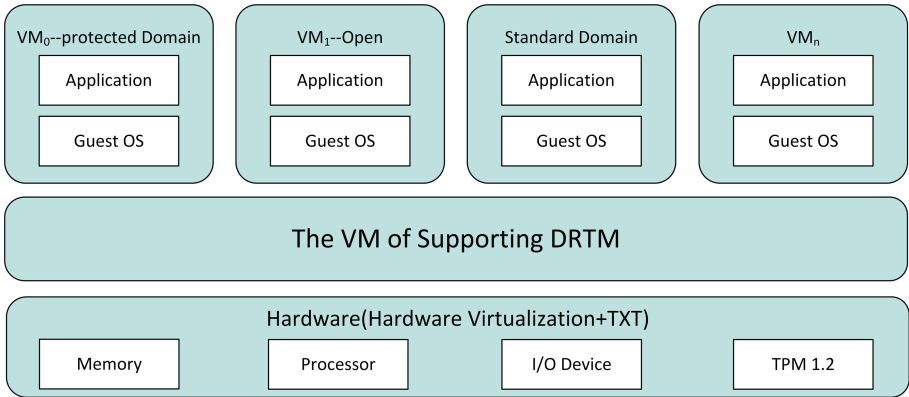 VM₀--protected Domain
VM₁--Open
Standard Domain
VMₙ
Application
Application
Application
Application
Guest OS
Guest OS
Guest OS
Guest OS
The VM of Supporting DRTM
Hardware(Hardware Virtualization+TXT)
Memory
Processor
I/O Device
TPM 1.2